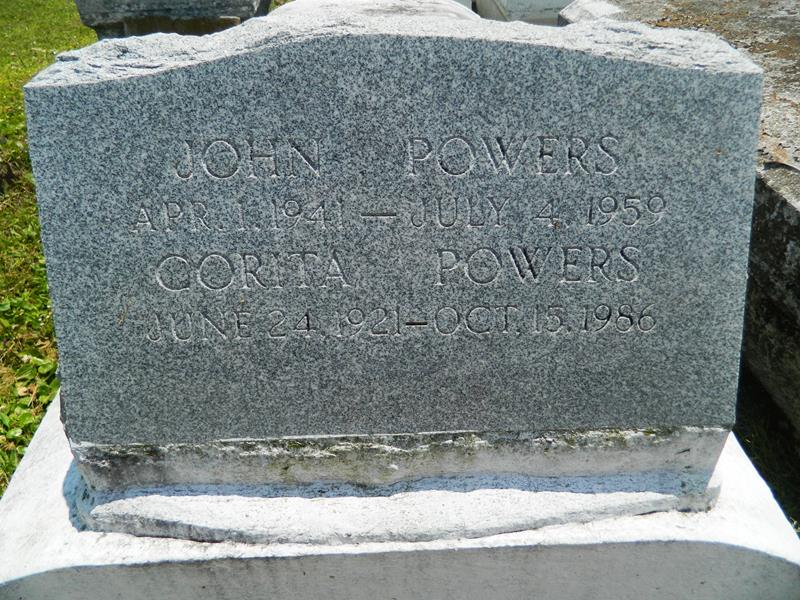 JOHN POWERS
APR. 1, 1941 — JULY 4, 1959
CORITA POWERS
JUNE 24, 1921 — OCT. 15, 1986